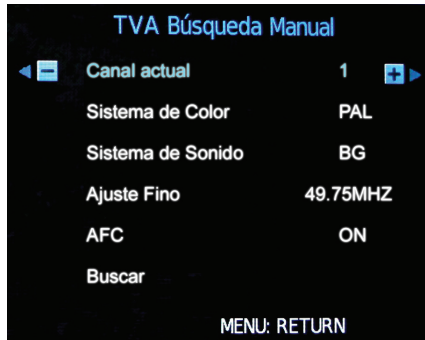 TVA Búsqueda Manual
Canal actual 1
Sistema de Color PAL
Sistema de Sonido BG
Ajuste Fino 49.75MHZ
AFC ON
Buscar
MENU: RETURN